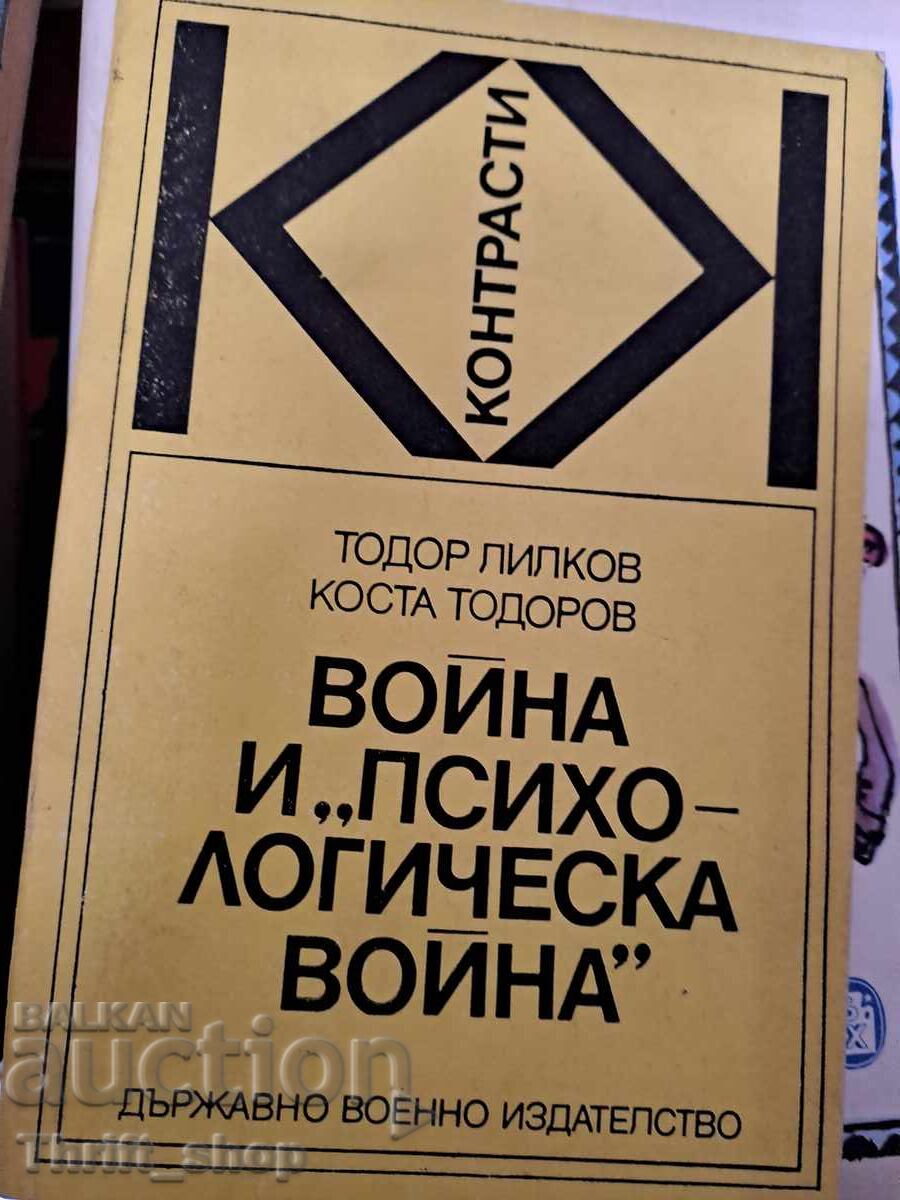 КОНТРАСТИ
ТОДОР ЛИЛКОВ
КОСТА ТОДОРОВ
ВОЙНА
И „ПСИХО-
ЛОГИЧЕСКА
ВОЙНА”
ДЪРЖАВНО ВОЕННО ИЗДАТЕЛСТВО
BALKAN
auction
Thrift_shop